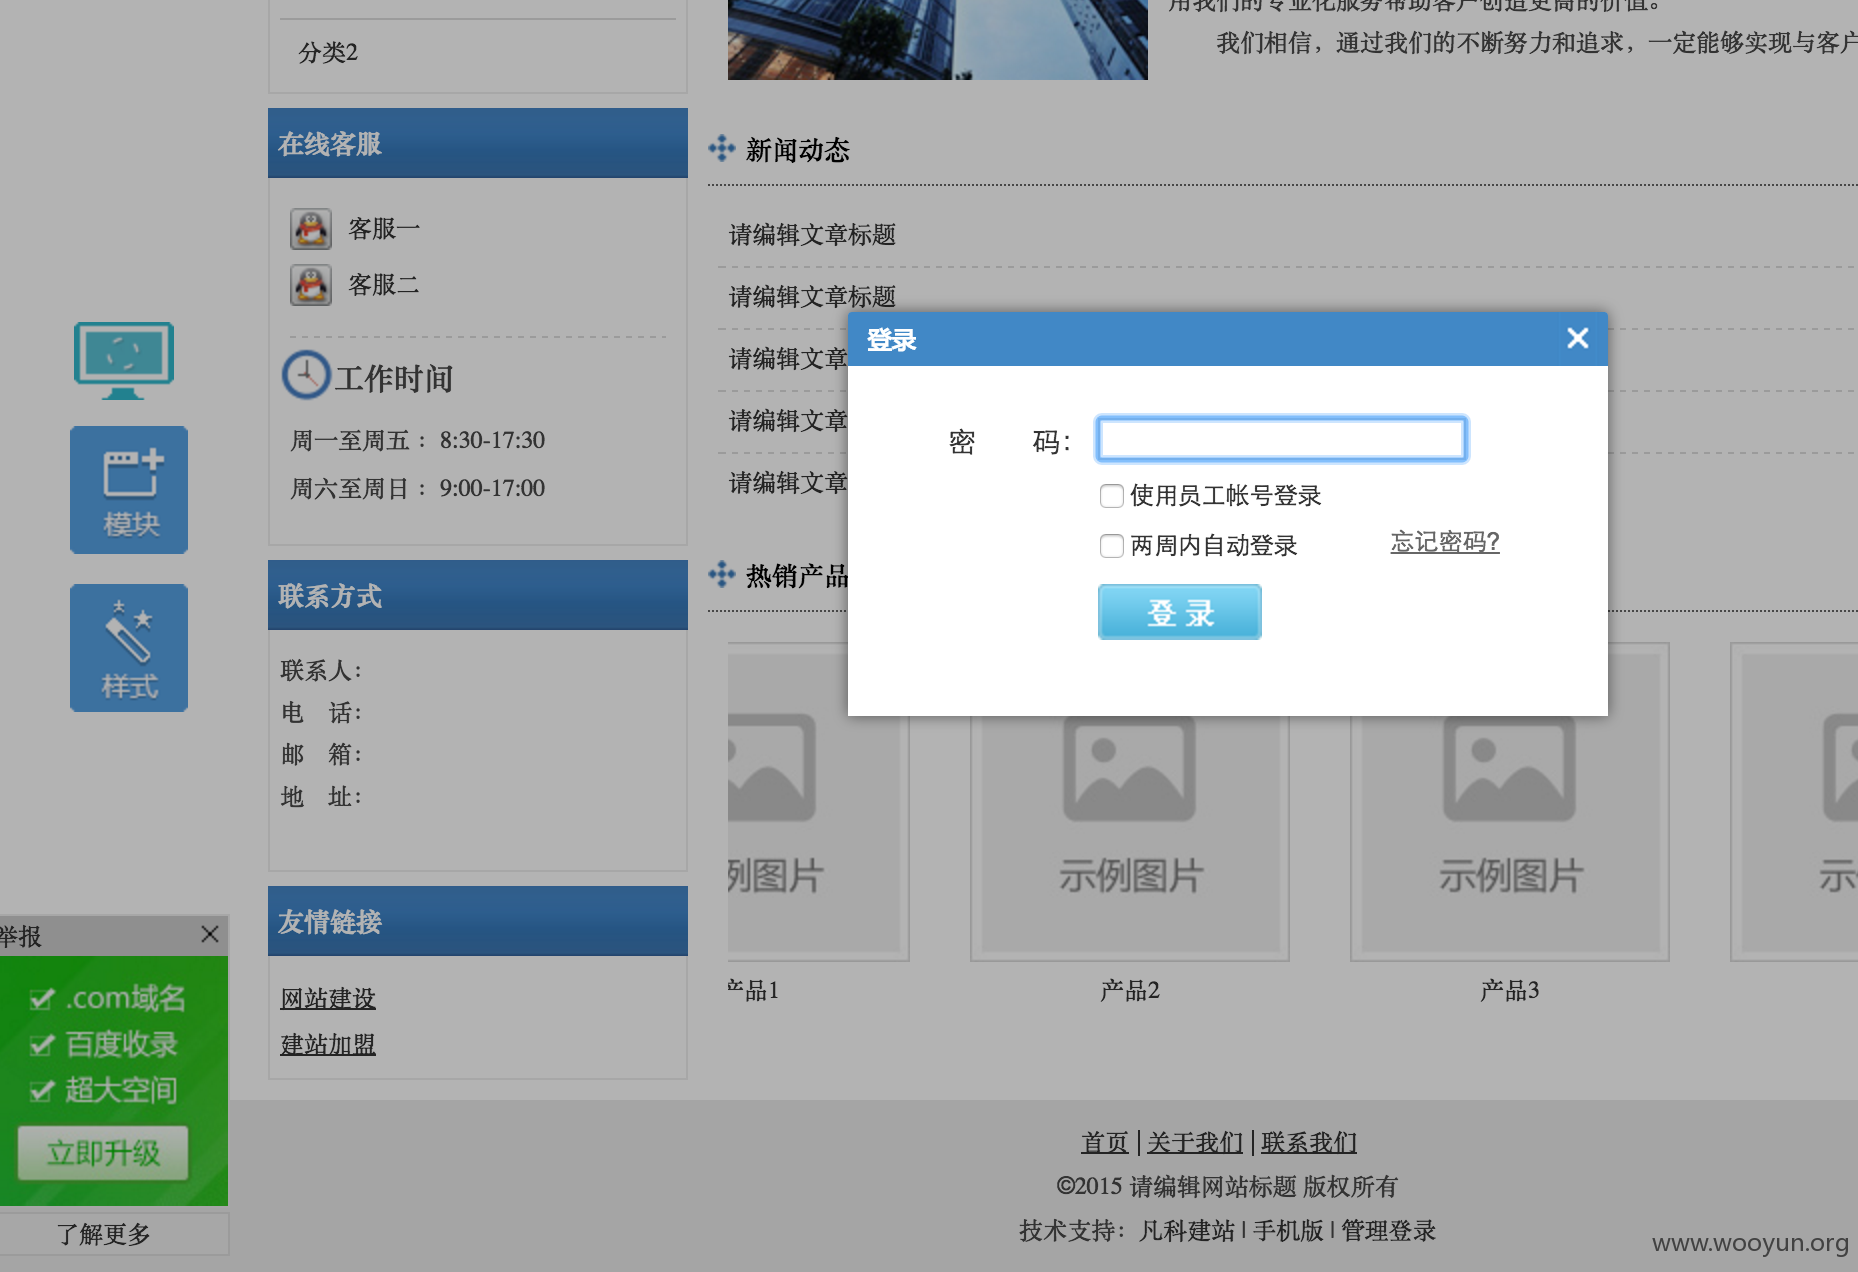 用我们的专业化服务帮助客户创造更高的价值。
我们相信，通过我们的不断努力和追求，一定能够实现与客户
分类2
在线客服
客服一
客服二
工作时间
周一至周五： 8:30-17:30
周六至周日： 9:00-17:00
模块
样式
联系方式
联系人：
电 话：
邮 箱：
地 址：
友情链接
网站建设
建站加盟
新闻动态
请编辑文章标题
请编辑文章标题
请编辑文章
请编辑文章
请编辑文章
热销产品
登录
密 码：
使用员工帐号登录
两周内自动登录
忘记密码?
登 录
例图片
示例图片
示例图片
示
产品1
产品2
产品3
举报
.com域名
百度收录
超大空间
立即升级
了解更多
首页 | 关于我们 | 联系我们
©2015 请编辑网站标题 版权所有
技术支持：凡科建站 | 手机版 | 管理登录
www.wooyun.org